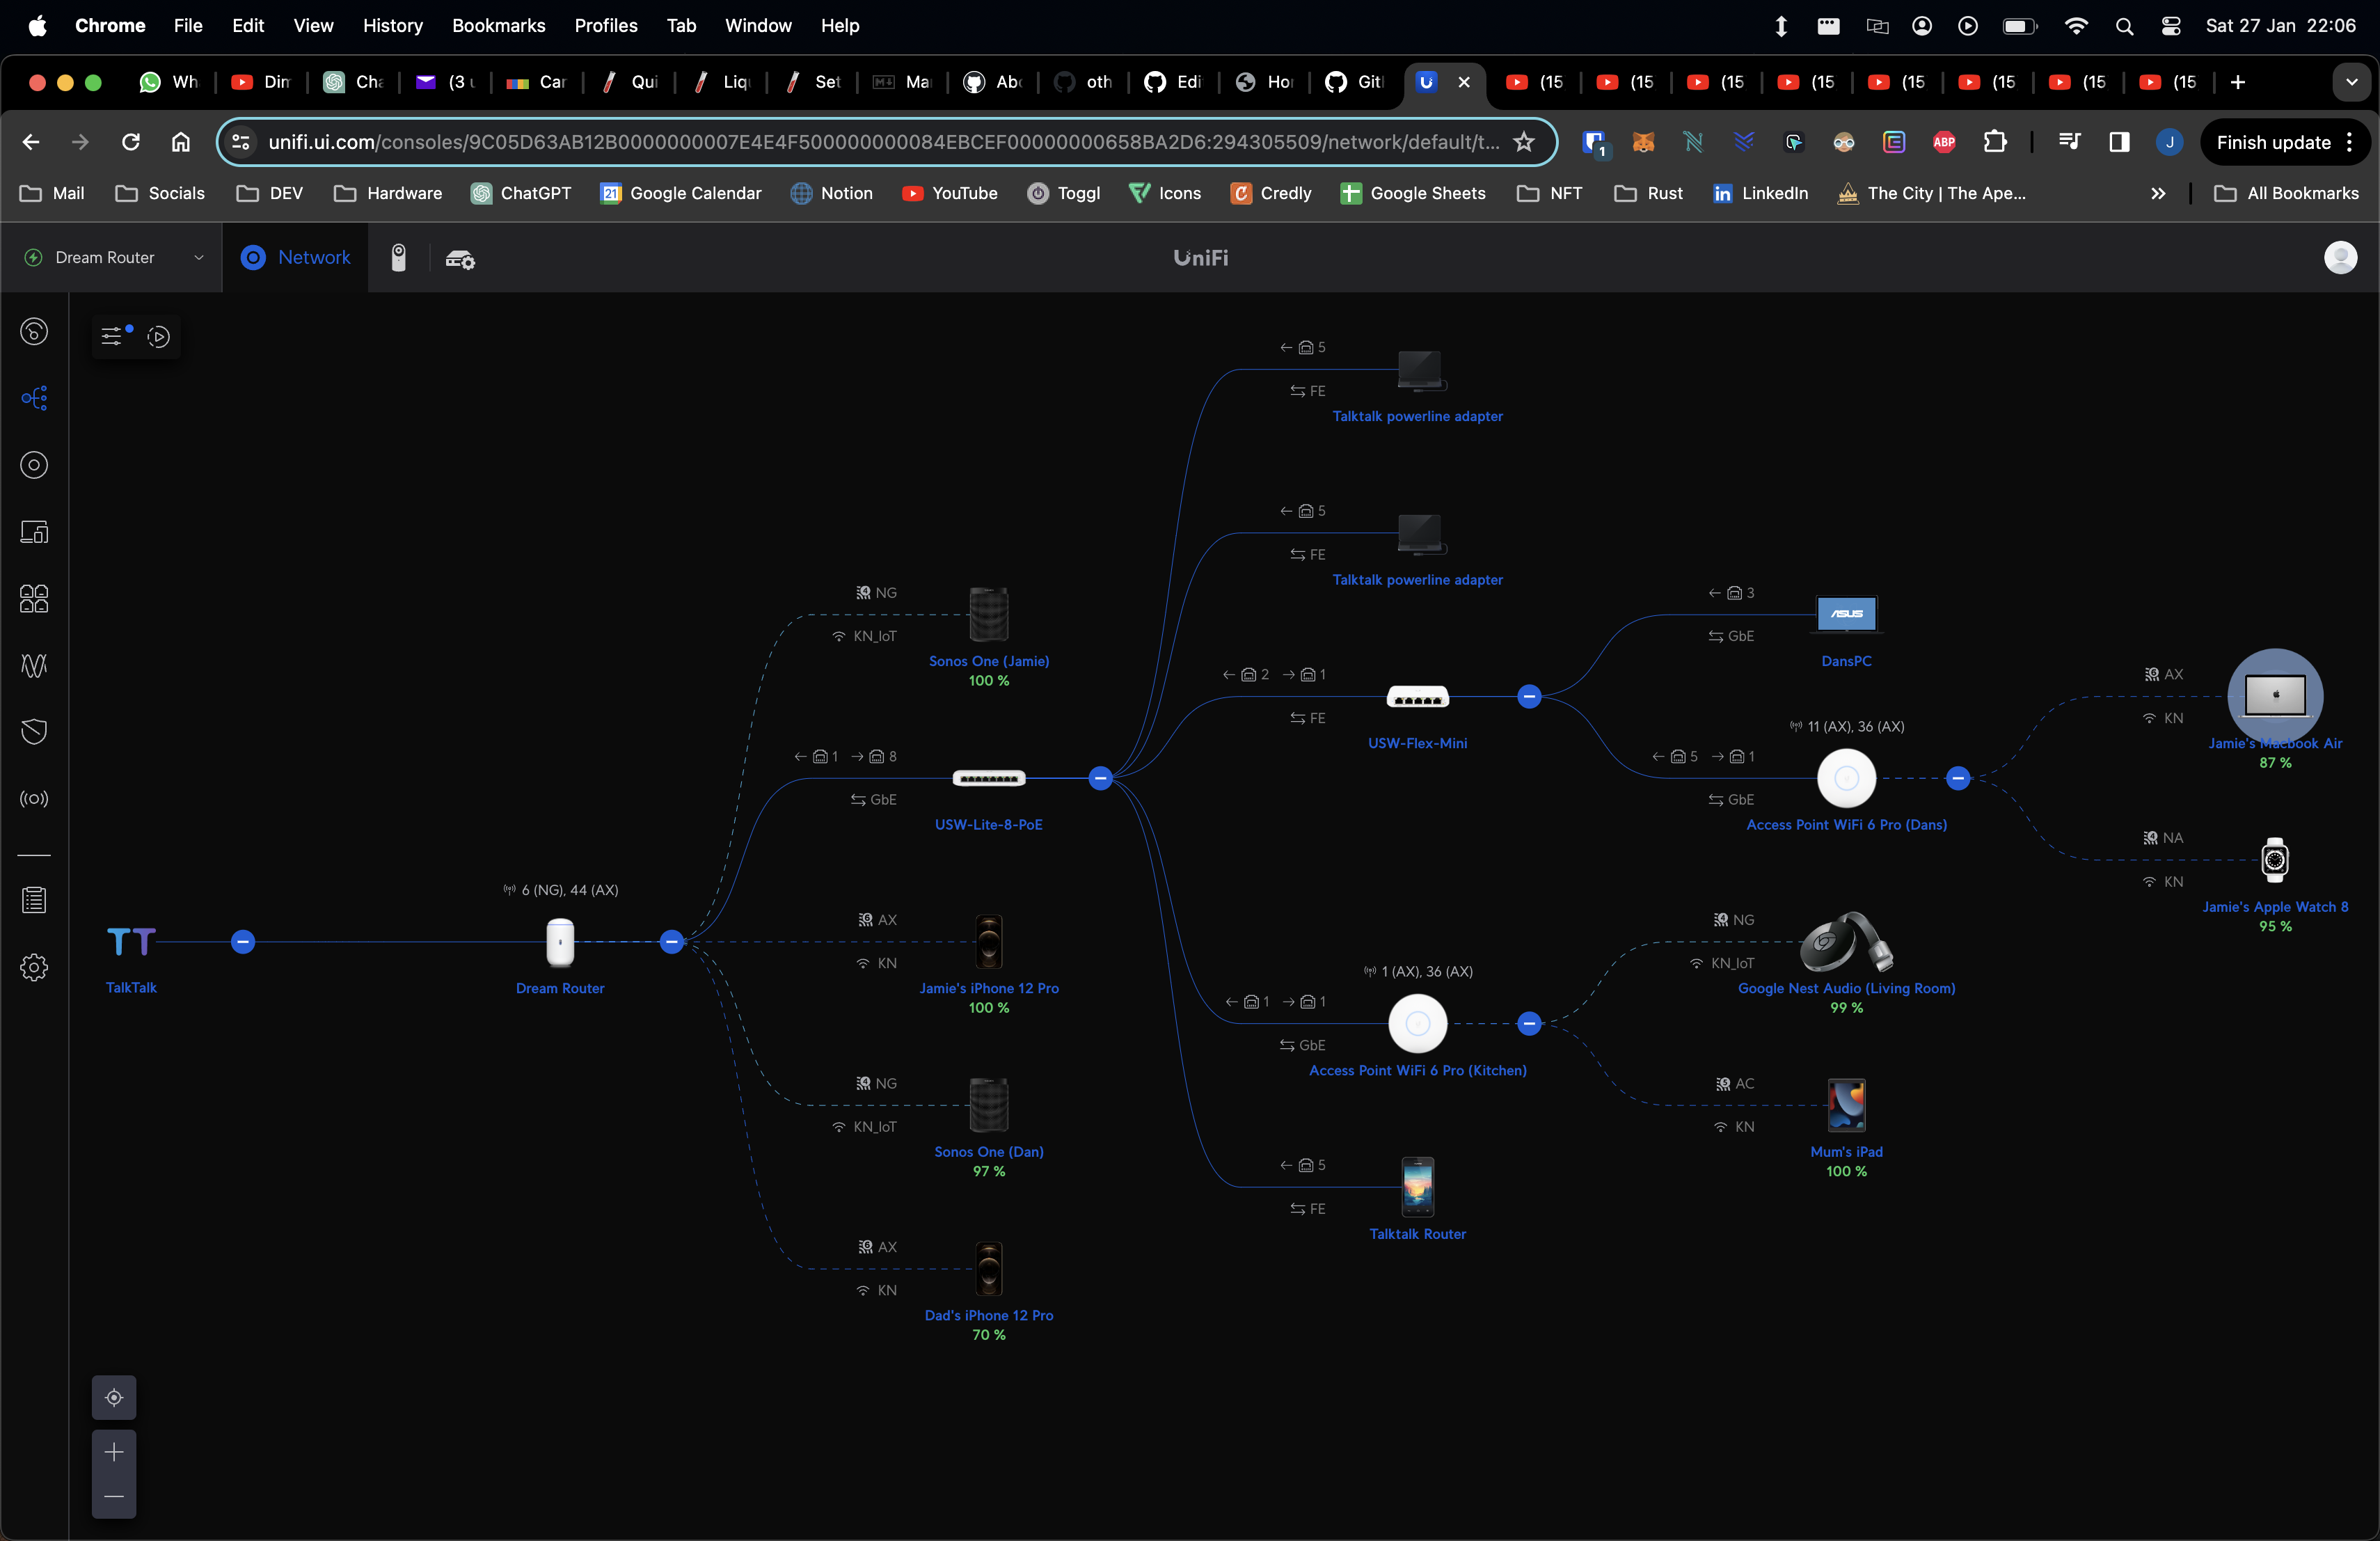 Chrome File Edit View History Bookmarks Profiles Tab Window Help Sat 27 Jan 22:06
Wh Dim Cha (3 u Car Qui Liqu Set Ma Abo oth Edi Hor Git (15 (15 (15 (15 (15 (15 (15 (15
unifi.ui.com/consoles/9C05D63AB12B0000000007E4E4F500000000084EBCEF00000000658BA2D6:294305509/network/default/t... 1 ABP J Finish update
Mail Socials DEV Hardware ChatGPT 21 Google Calendar Notion YouTube Toggl Icons Credly Google Sheets NFT Rust LinkedIn The City | The Ape... All Bookmarks
Dream Router Network UniFi
5
FE
Talktalk powerline adapter
5
FE
Talktalk powerline adapter
NG
KN_IoT
Sonos One (Jamie)
100 %
3
GbE
ASUS
DansPC
2 1
FE
USW-Flex-Mini
AX
KN
Jamie's Macbook Air
87 %
11 (AX), 36 (AX)
1 8
GbE
USW-Lite-8-PoE
5 1
GbE
Access Point WiFi 6 Pro (Dans)
NA
KN
Jamie's Apple Watch 8
95 %
TT
TalkTalk
6 (NG), 44 (AX)
Dream Router
AX
KN
Jamie's iPhone 12 Pro
100 %
1 (AX), 36 (AX)
1 1
GbE
Access Point WiFi 6 Pro (Kitchen)
NG
KN_IoT
Google Nest Audio (Living Room)
99 %
NG
KN_IoT
Sonos One (Dan)
97 %
AC
KN
Mum's iPad
100 %
5
FE
Talktalk Router
AX
KN
Dad's iPhone 12 Pro
70 %